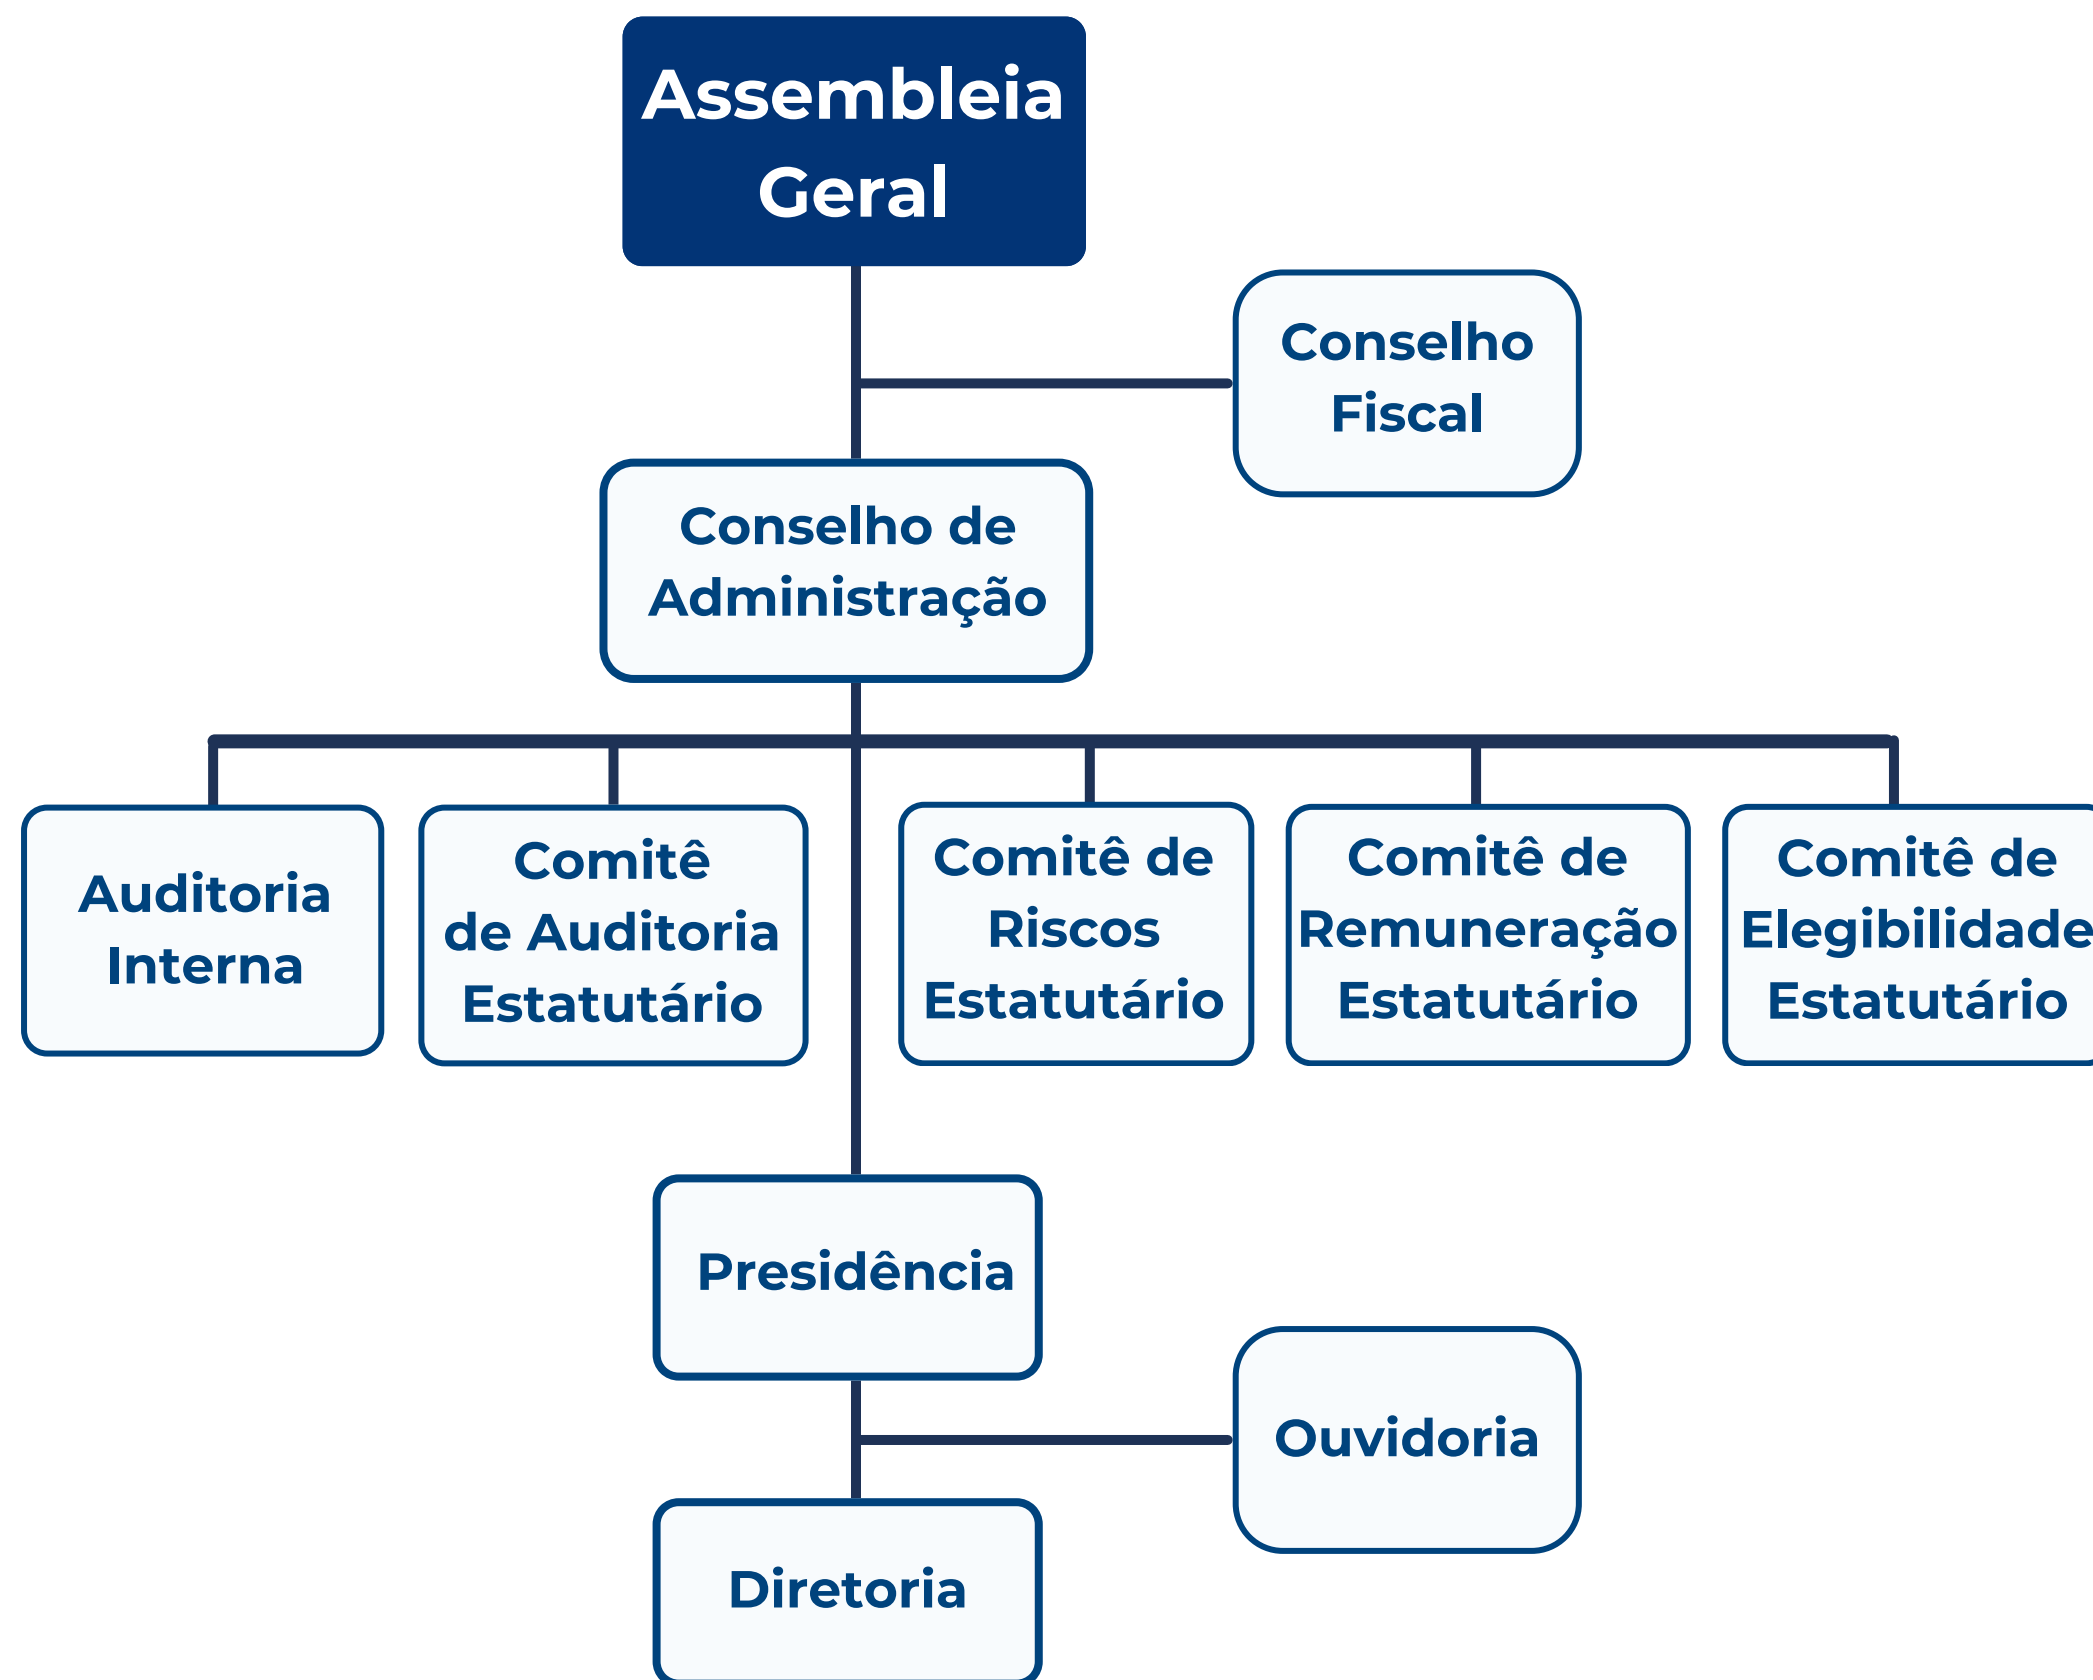 Assembleia
Geral
Conselho
Fiscal
Conselho de
Administração
Auditoria
Interna
Comitê
de Auditoria
Estatutário
Comitê de
Riscos
Estatutário
Comitê de
Remuneração
Estatutário
Comitê de
Elegibilidade
Estatutário
Presidência
Ouvidoria
Diretoria